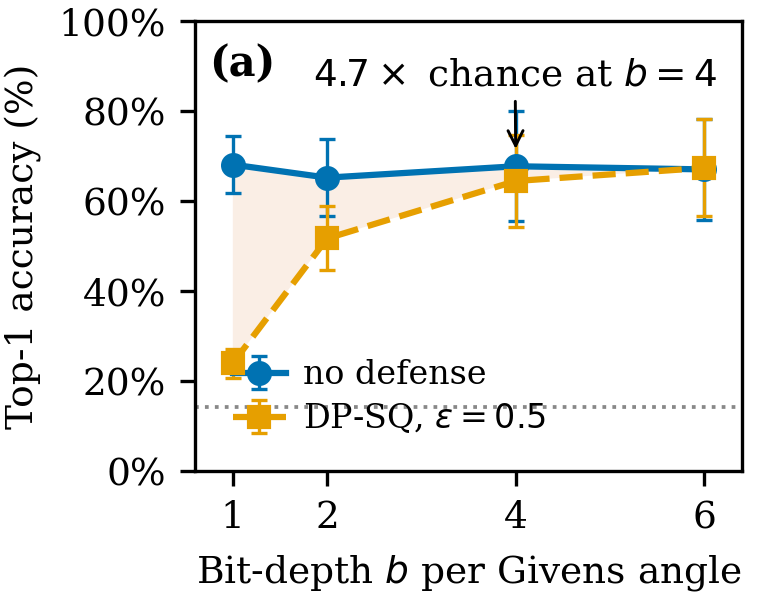 100%
80%
60%
40%
20%
0%
Top-1 accuracy (%)
(a)
4.7 × chance at b = 4
no defense
DP-SQ, ε = 0.5
1 2 4 6
Bit-depth b per Givens angle